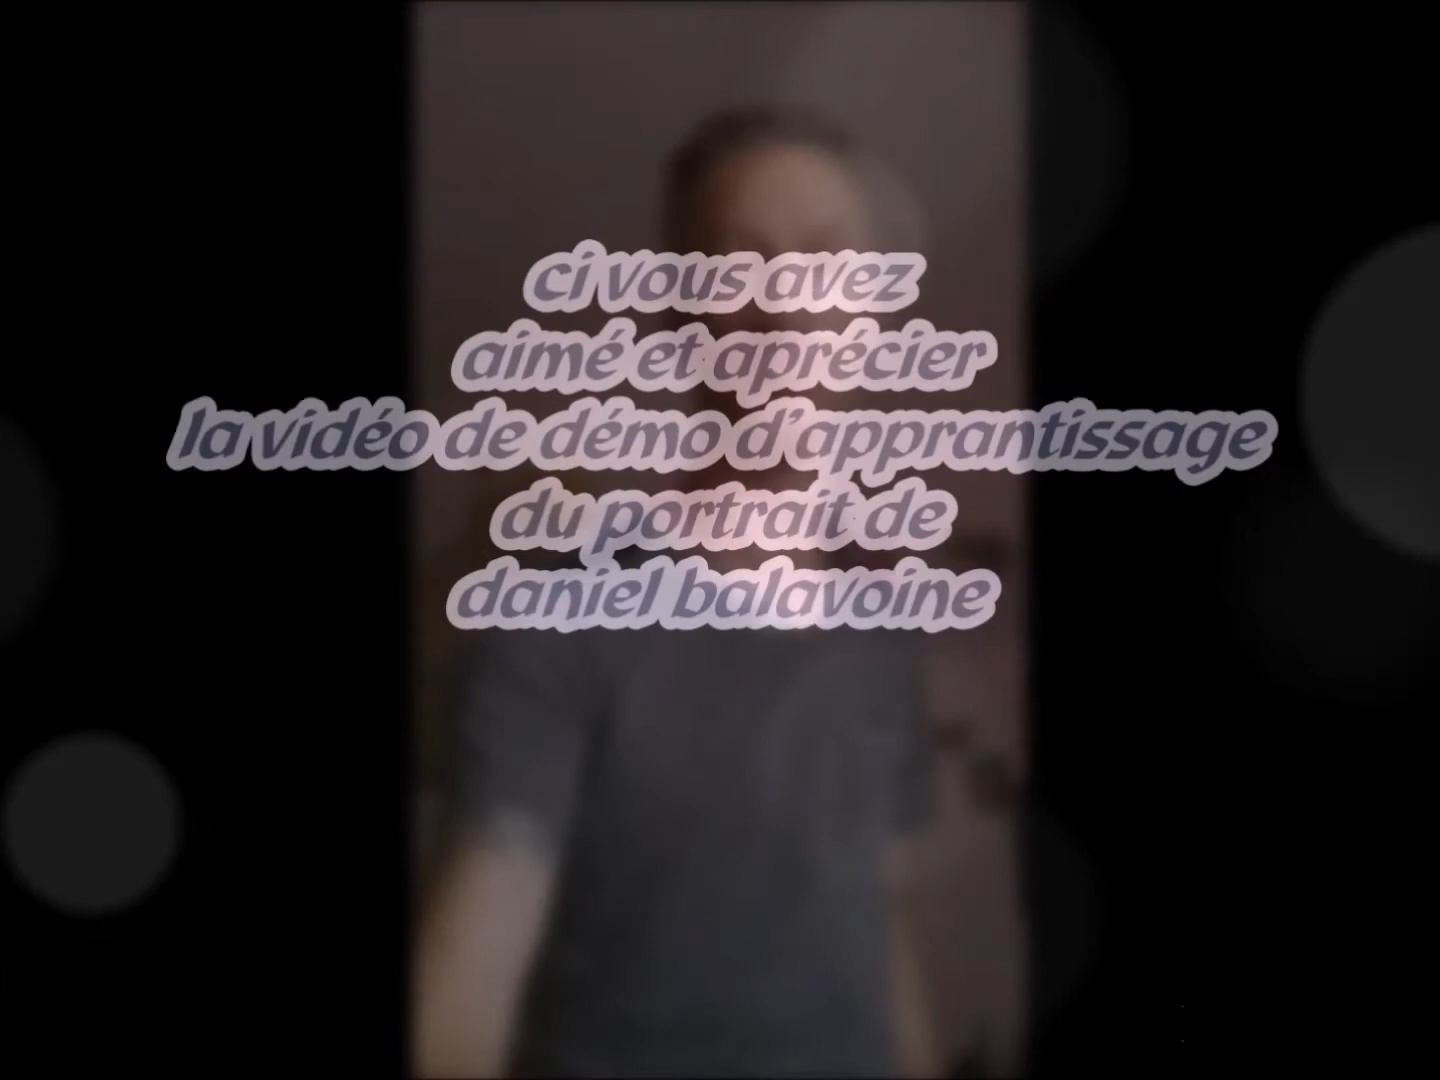 ci vous avez
aimé et aprécier
la vidéo de démo d'apprantissage
du portrait de
daniel balavoine